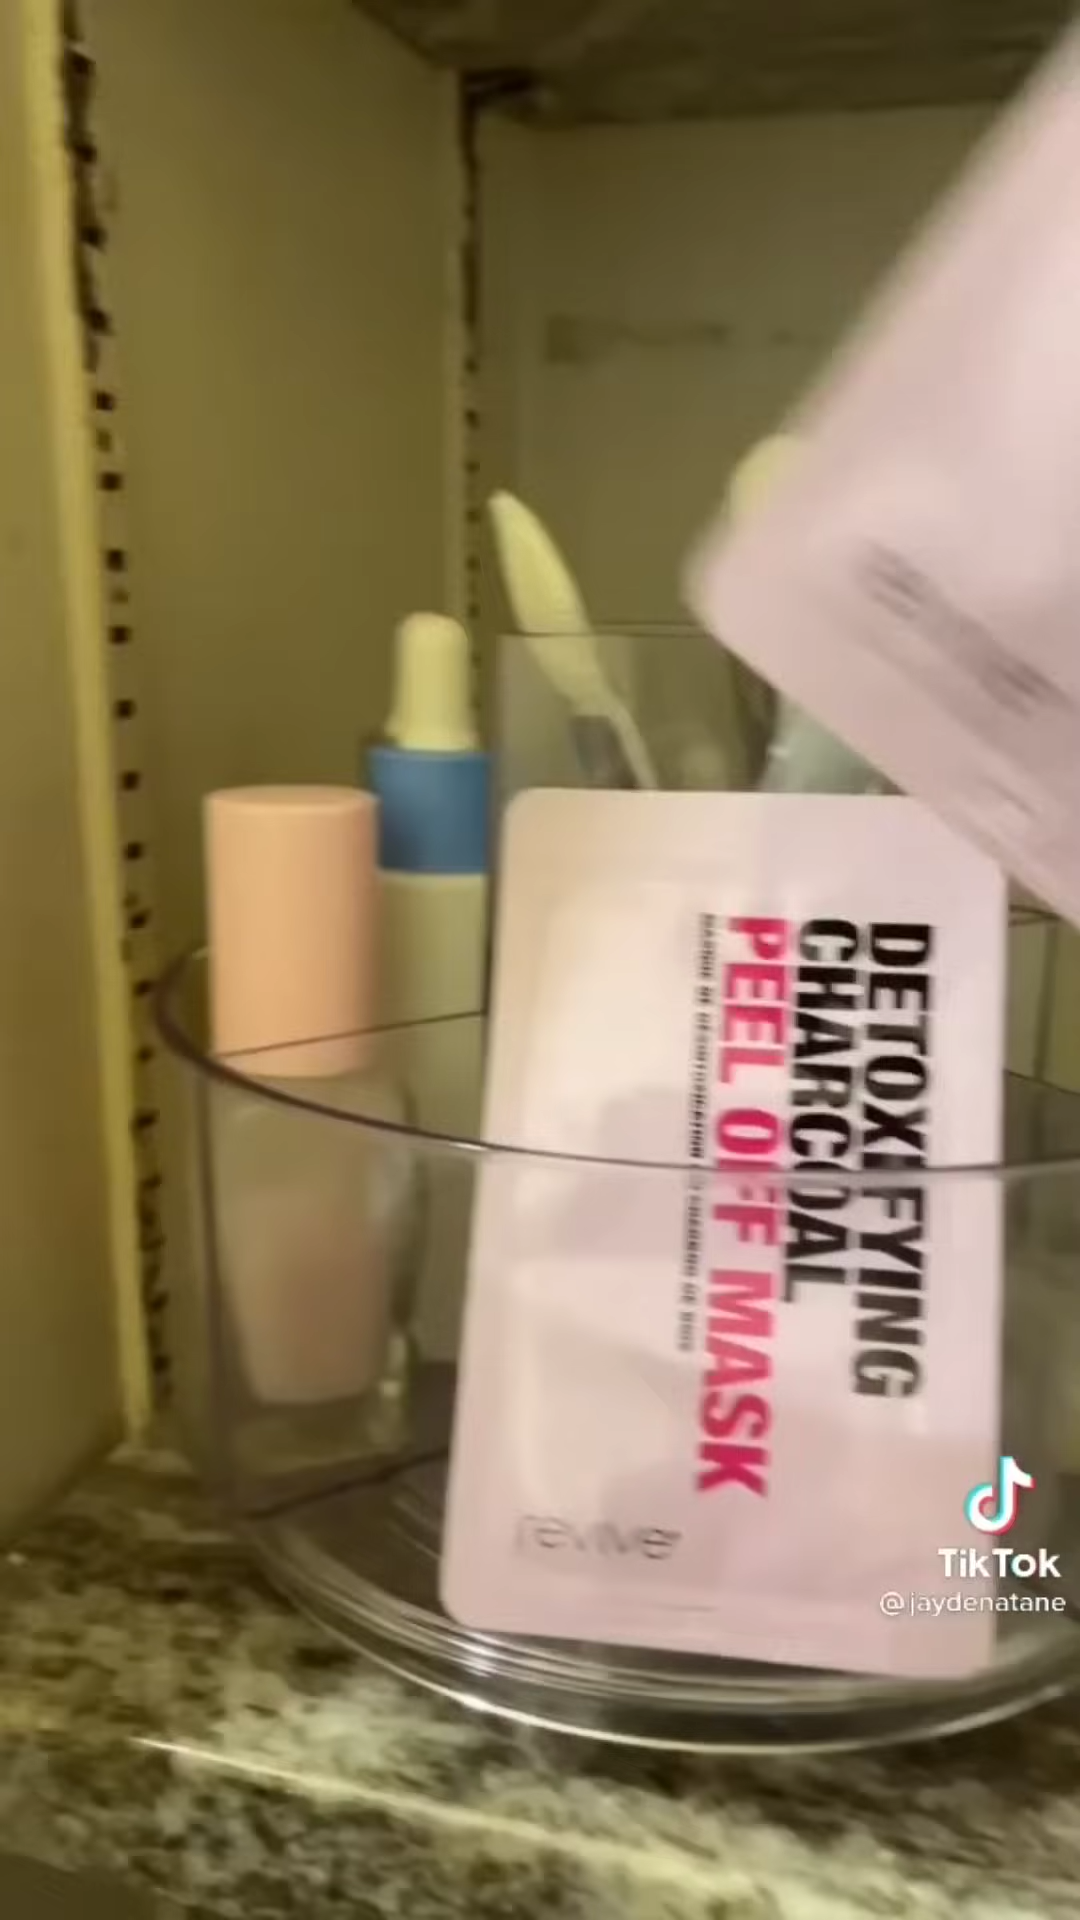 DETOXIFYING
CHARCOAL
PEEL OFF MASK
reviver
TikTok
@jaydenatane